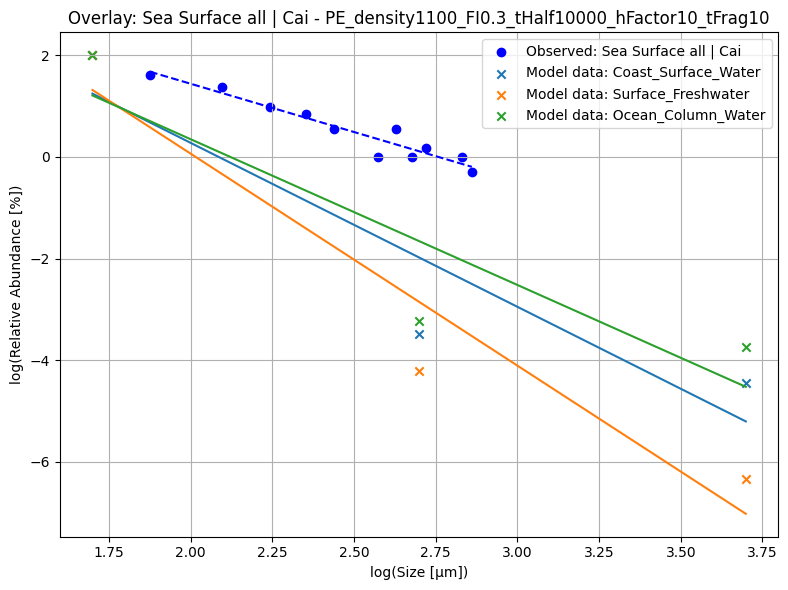 Overlay: Sea Surface all | Cai - PE_density1100_FI0.3_tHalf10000_hFactor10_tFrag10
Observed: Sea Surface all | Cai
Model data: Coast_Surface_Water
Model data: Surface_Freshwater
Model data: Ocean_Column_Water
log(Relative Abundance [%])
2
0
−2
−4
−6
1.75
2.00
2.25
2.50
2.75
3.00
3.25
3.50
3.75
log(Size [µm])